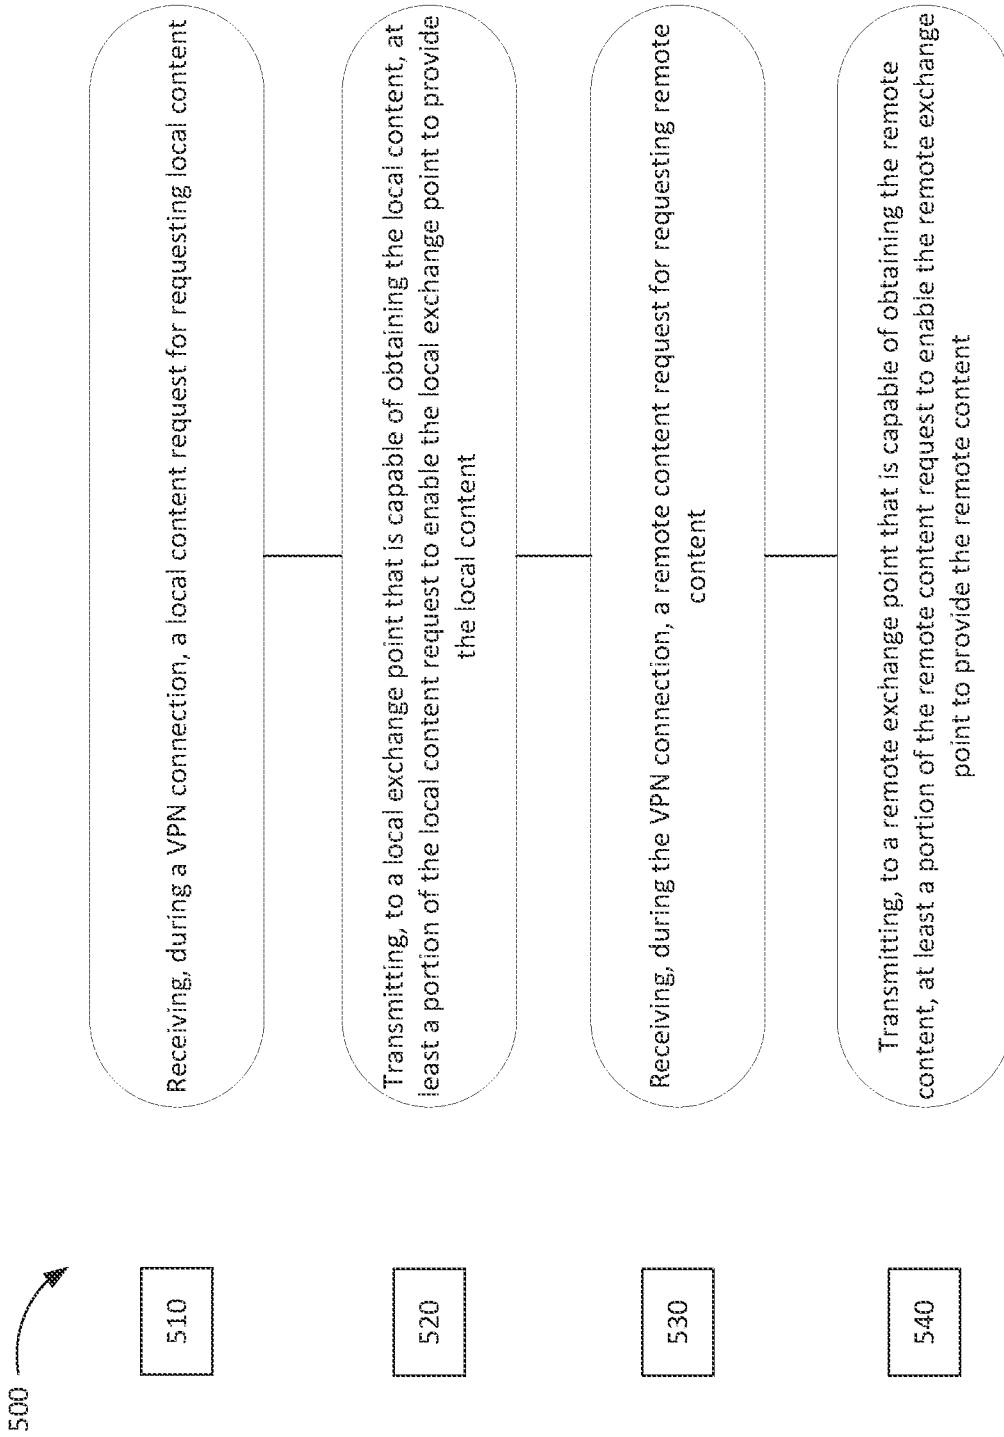 500
510
Receiving, during a VPN connection, a local content request for requesting local content
520
Transmitting, to a local exchange point that is capable of obtaining the local content, at
least a portion of the local content request to enable the local exchange point to provide
the local content
530
Receiving, during the VPN connection, a remote content request for requesting remote
content
540
Transmitting, to a remote exchange point that is capable of obtaining the remote
content, at least a portion of the remote content request to enable the remote exchange
point to provide the remote content